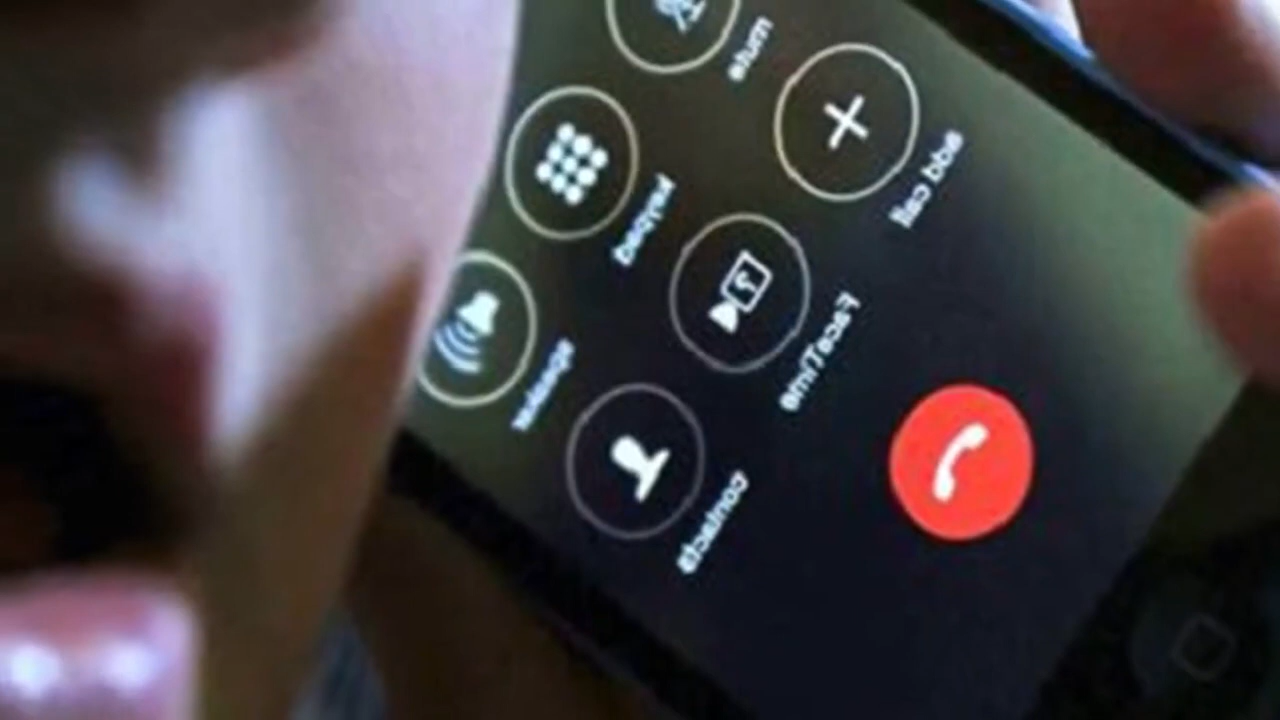 mute
keypad
speaker
add call
FaceTime
contacts